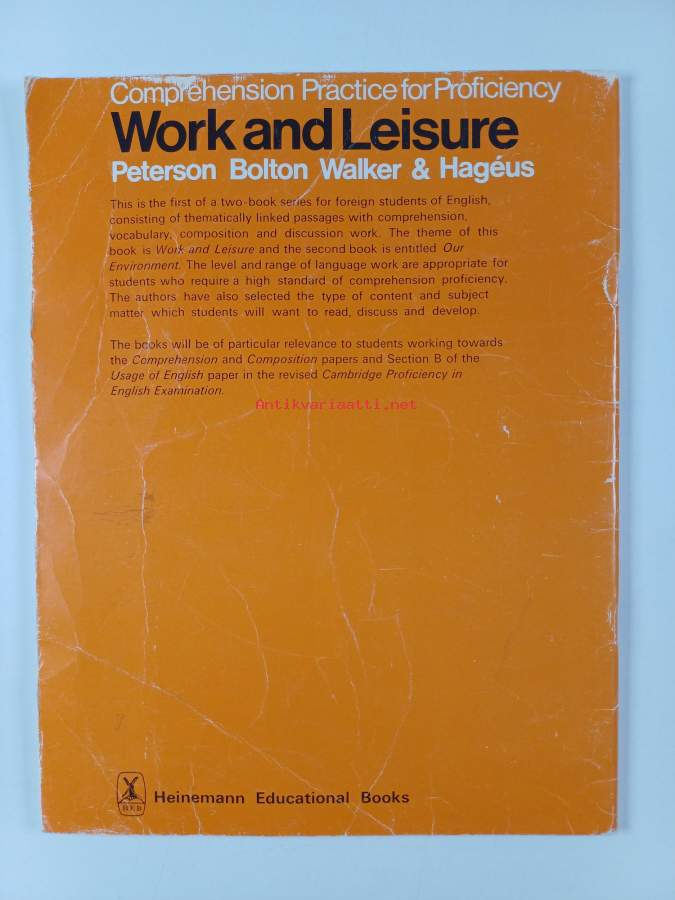 Comprehension Practice for Proficiency
Work and Leisure
Peterson Bolton Walker & Hagéus
This is the first of a two-book series for foreign students of English,
consisting of thematically linked passages with comprehension,
vocabulary, composition and discussion work. The theme of this
book is Work and Leisure and the second book is entitled Our
Environment. The level and range of language work are appropriate for
students who require a high standard of comprehension proficiency.
The authors have also selected the type of content and subject
matter which students will want to read, discuss and develop.
The books will be of particular relevance to students working towards
the Comprehension and Composition papers and Section B of the
Usage of English paper in the revised Cambridge Proficiency in
English Examination.
Antikvariaatti.net
Heinemann Educational Books